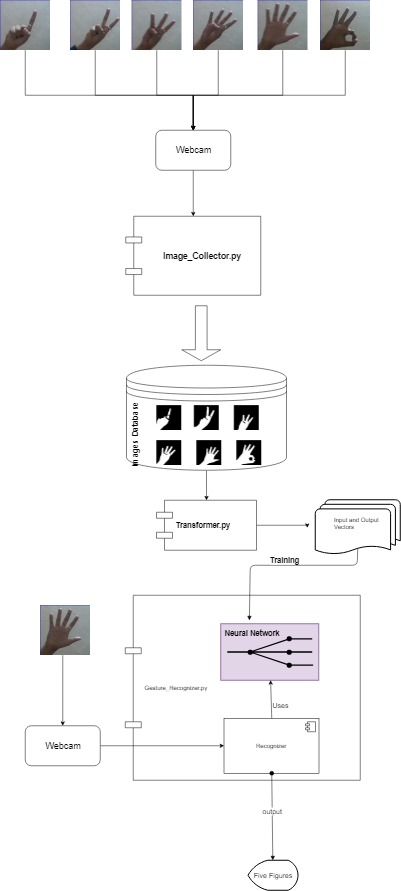 Webcam
Image_Collector.py
Images Database
Transformer.py
Input and Output
Vectors
Training
Neural Network
Gesture_Recognizer.py
Uses
Webcam
Recognizer
output
Five Figures